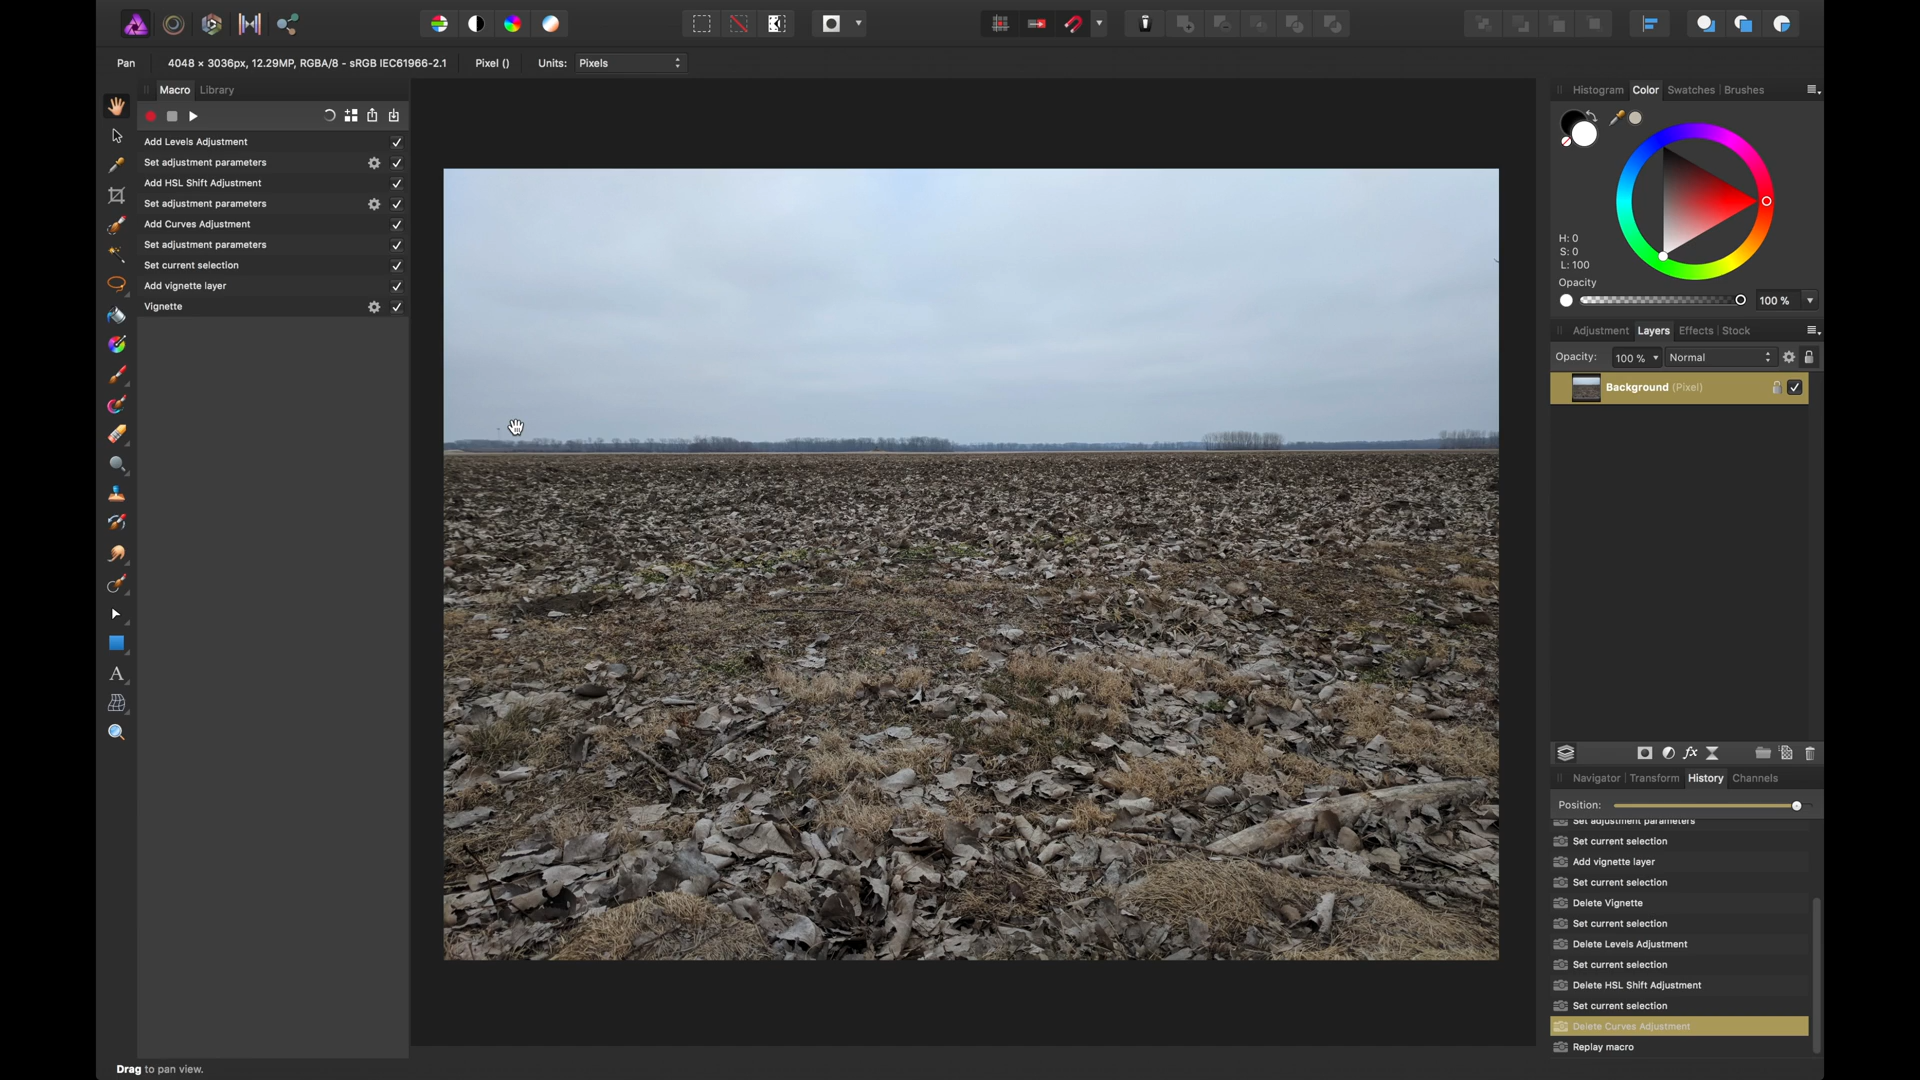 Pan
4048 × 3036px, 12.29MP, RGBA/8 - sRGB IEC61966-2.1
Pixel ()
Units:
Pixels
Macro
Library
Add Levels Adjustment
Set adjustment parameters
Add HSL Shift Adjustment
Set adjustment parameters
Add Curves Adjustment
Set adjustment parameters
Set current selection
Add vignette layer
Vignette
Histogram
Color
Swatches
Brushes
H: 0
S: 0
L: 100
Opacity
100 %
Adjustment
Layers
Effects
Stock
Opacity:
100 %
Normal
Background (Pixel)
Navigator
Transform
History
Channels
Position:
Set adjustment parameters
Set current selection
Add vignette layer
Set current selection
Delete Vignette
Set current selection
Delete Levels Adjustment
Set current selection
Delete HSL Shift Adjustment
Set current selection
Delete Curves Adjustment
Replay macro
Drag to pan view.